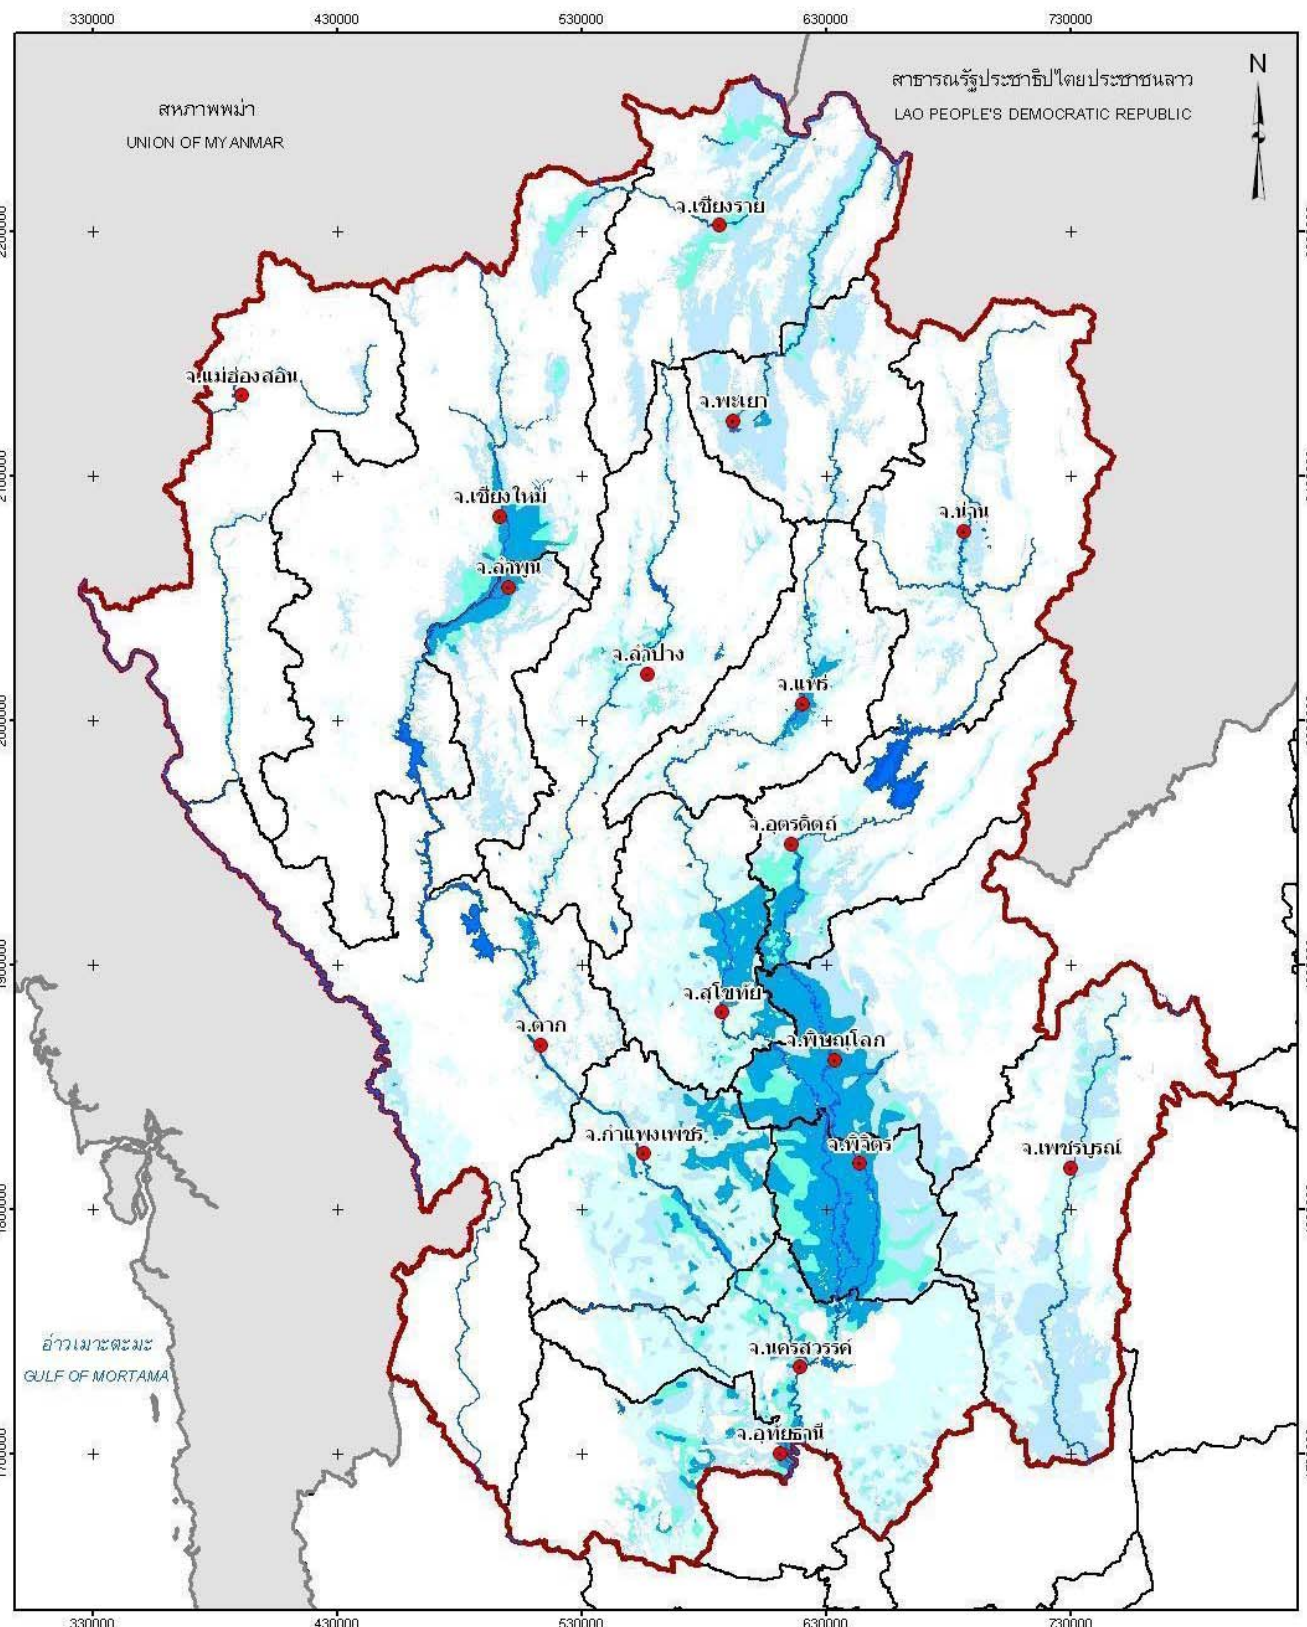 330000 430000 530000 630000 730000
N
สหภาพพม่า
UNION OF MYANMAR
สาธารณรัฐประชาธิปไตยประชาชนลาว
LAO PEOPLE'S DEMOCRATIC REPUBLIC
จ.เชียงราย
2200000
จ.แม่ฮ่องสอน
จ.พะเยา
2100000
จ.เชียงใหม่
จ.น่าน
จ.ลำพูน
จ.ลำปาง
จ.แพร่
2000000
จ.อุตรดิตถ์
1900000
จ.สุโขทัย
จ.ตาก
จ.พิษณุโลก
จ.กำแพงเพชร
จ.พิจิตร
จ.เพชรบูรณ์
1800000
อ่าวเมาะตะมะ
GULF OF MORTAMA
จ.นครสวรรค์
จ.อุทัยธานี
1700000
330000 430000 530000 630000 730000